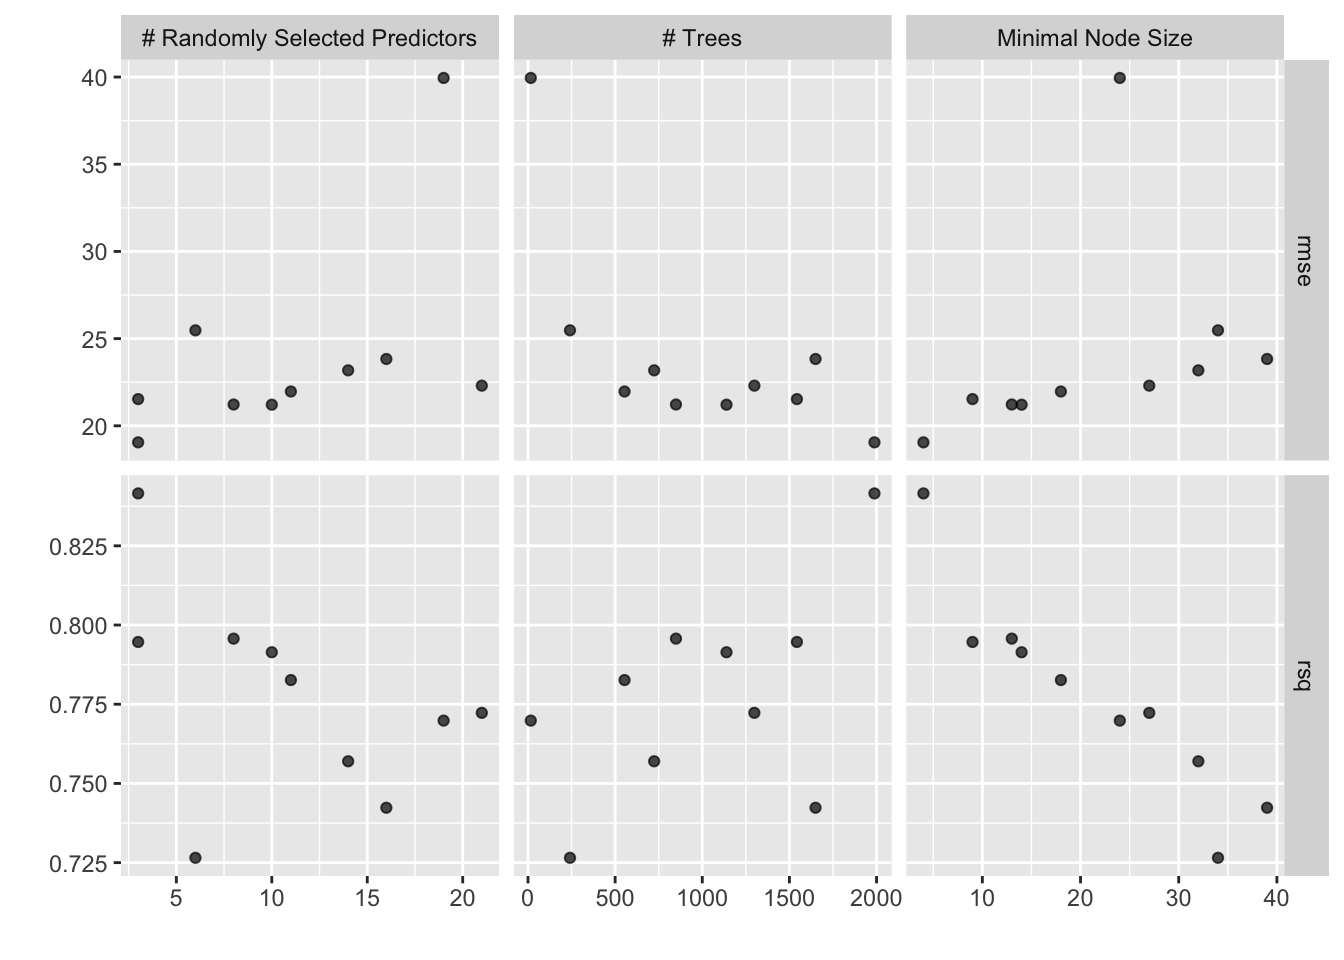 # Randomly Selected Predictors
# Trees
Minimal Node Size
40
35
30
25
20
rmse
0.825
0.800
0.775
0.750
0.725
rsq
5 10 15 20
0 500 1000 1500 2000
10 20 30 40